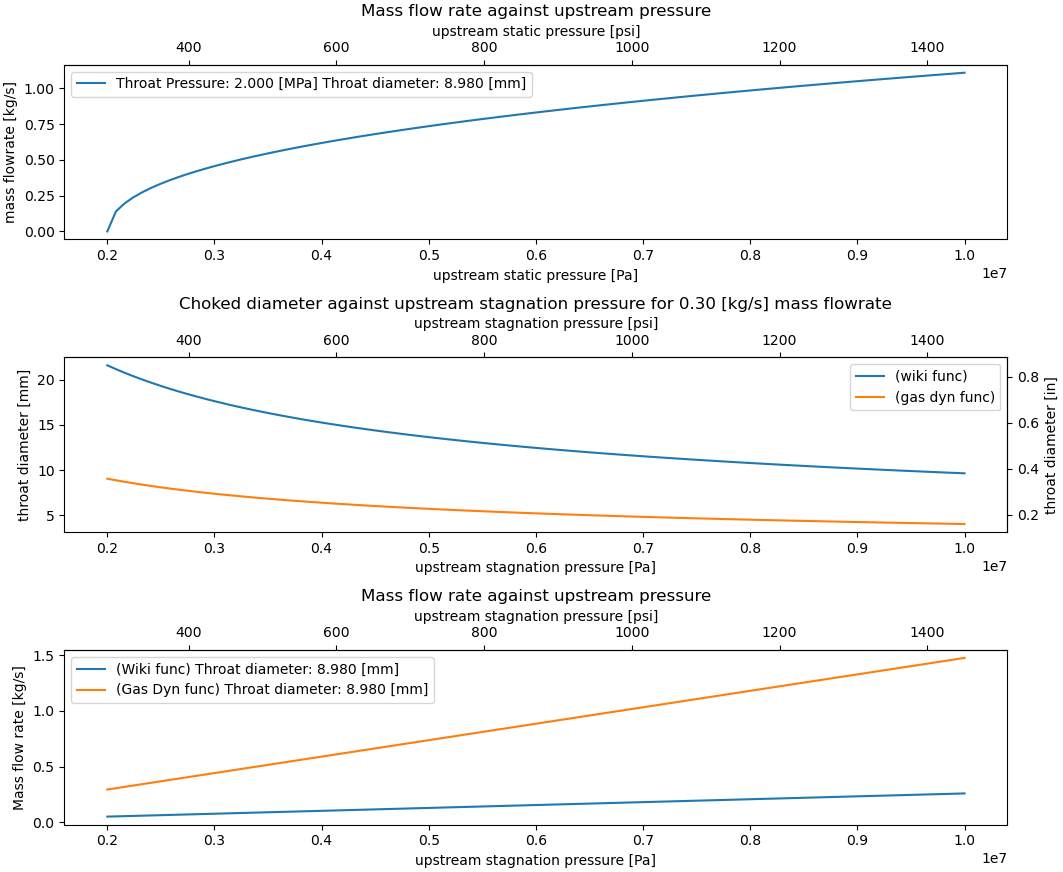 Mass flow rate against upstream pressure
upstream static pressure [psi]
400 600 800 1000 1200 1400
Throat Pressure: 2.000 [MPa] Throat diameter: 8.980 [mm]
mass flowrate [kg/s]
1.00
0.75
0.50
0.25
0.00
0.2 0.3 0.4 0.5 0.6 0.7 0.8 0.9 1.0
1e7
upstream static pressure [Pa]
Choked diameter against upstream stagnation pressure for 0.30 [kg/s] mass flowrate
upstream stagnation pressure [psi]
400 600 800 1000 1200 1400
(wiki func)
(gas dyn func)
throat diameter [mm]
20
15
10
5
throat diameter [in]
0.8
0.6
0.4
0.2
0.2 0.3 0.4 0.5 0.6 0.7 0.8 0.9 1.0
1e7
upstream stagnation pressure [Pa]
Mass flow rate against upstream pressure
upstream stagnation pressure [psi]
400 600 800 1000 1200 1400
(Wiki func) Throat diameter: 8.980 [mm]
(Gas Dyn func) Throat diameter: 8.980 [mm]
Mass flow rate [kg/s]
1.5
1.0
0.5
0.0
0.2 0.3 0.4 0.5 0.6 0.7 0.8 0.9 1.0
1e7
upstream stagnation pressure [Pa]